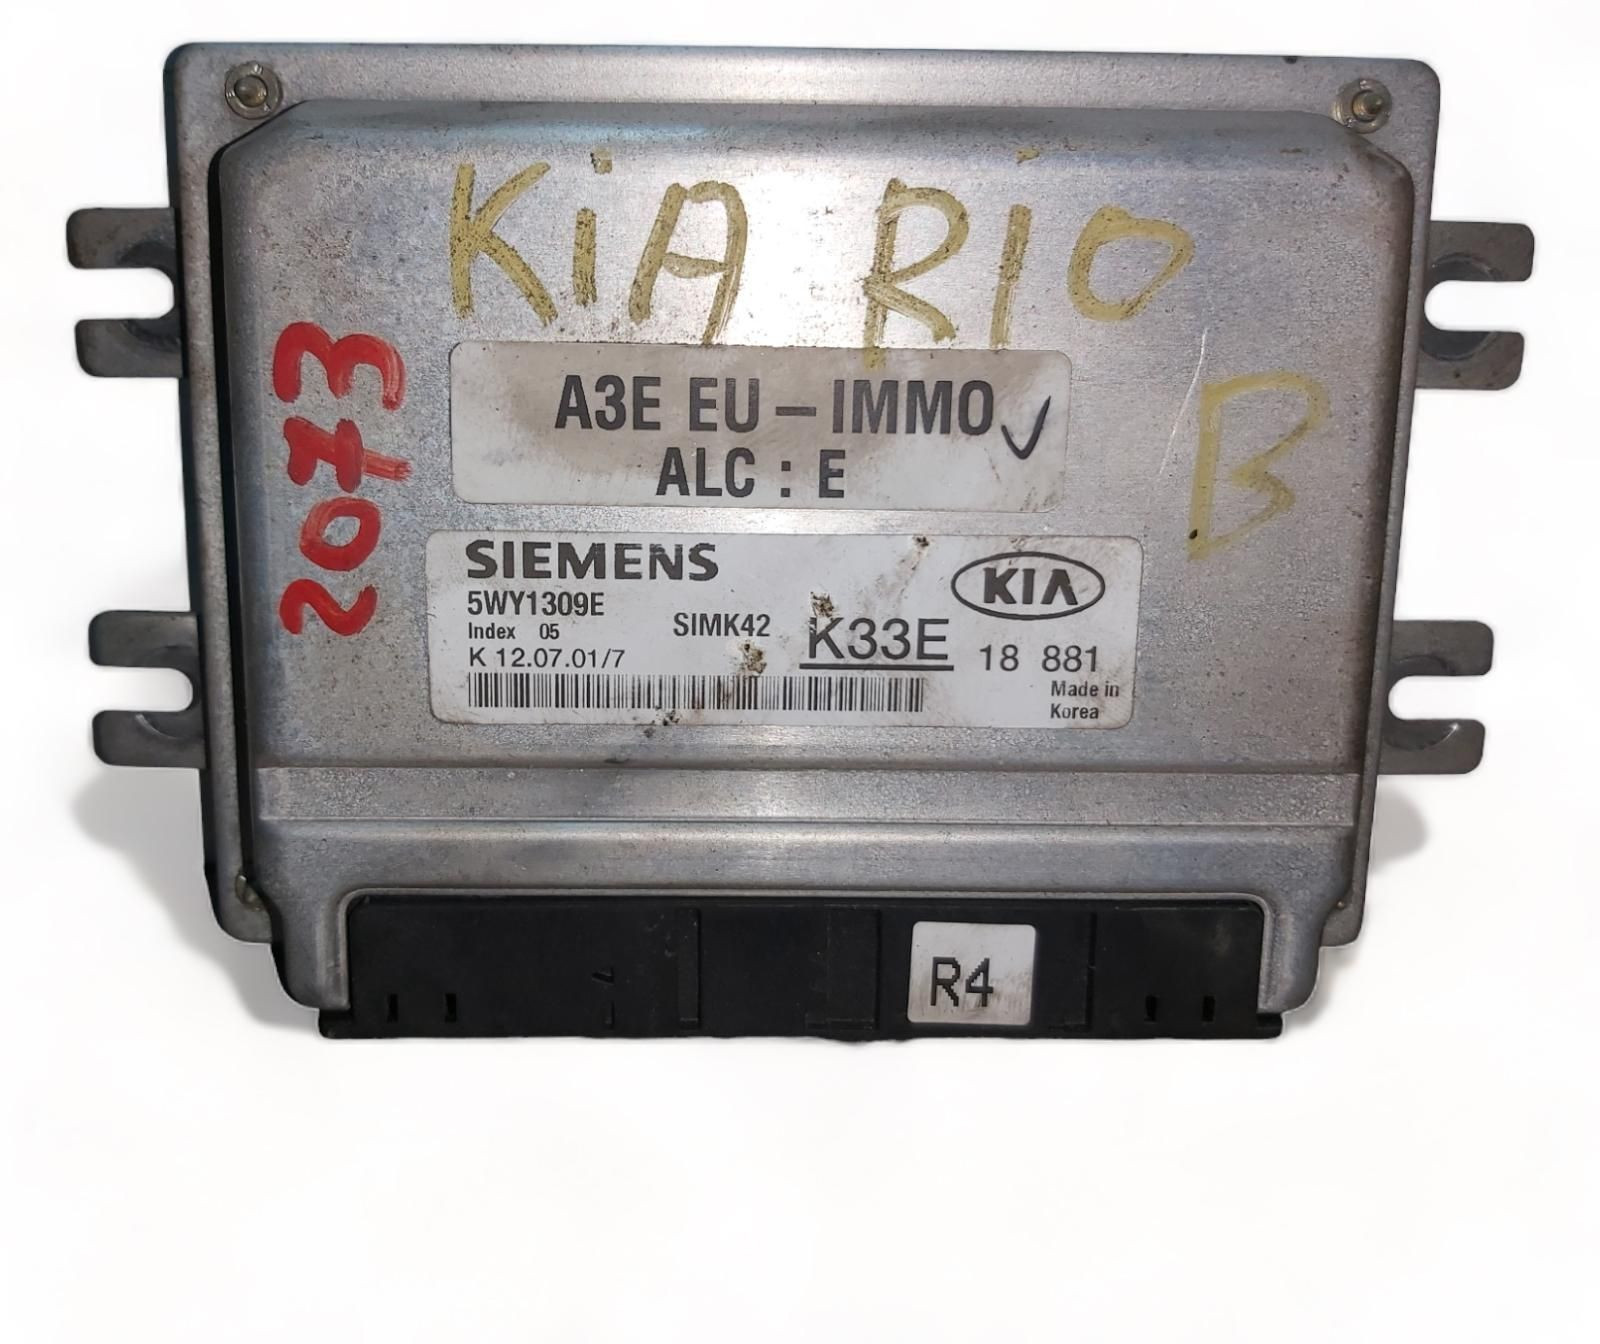 KiA RIO
B
2073
A3E EU – IMMO
ALC : E
SIEMENS
5WY1309E
Index 05
SIMK42
K33E
KIA
18 881
K 12.07.01/7
Made in
Korea
R4